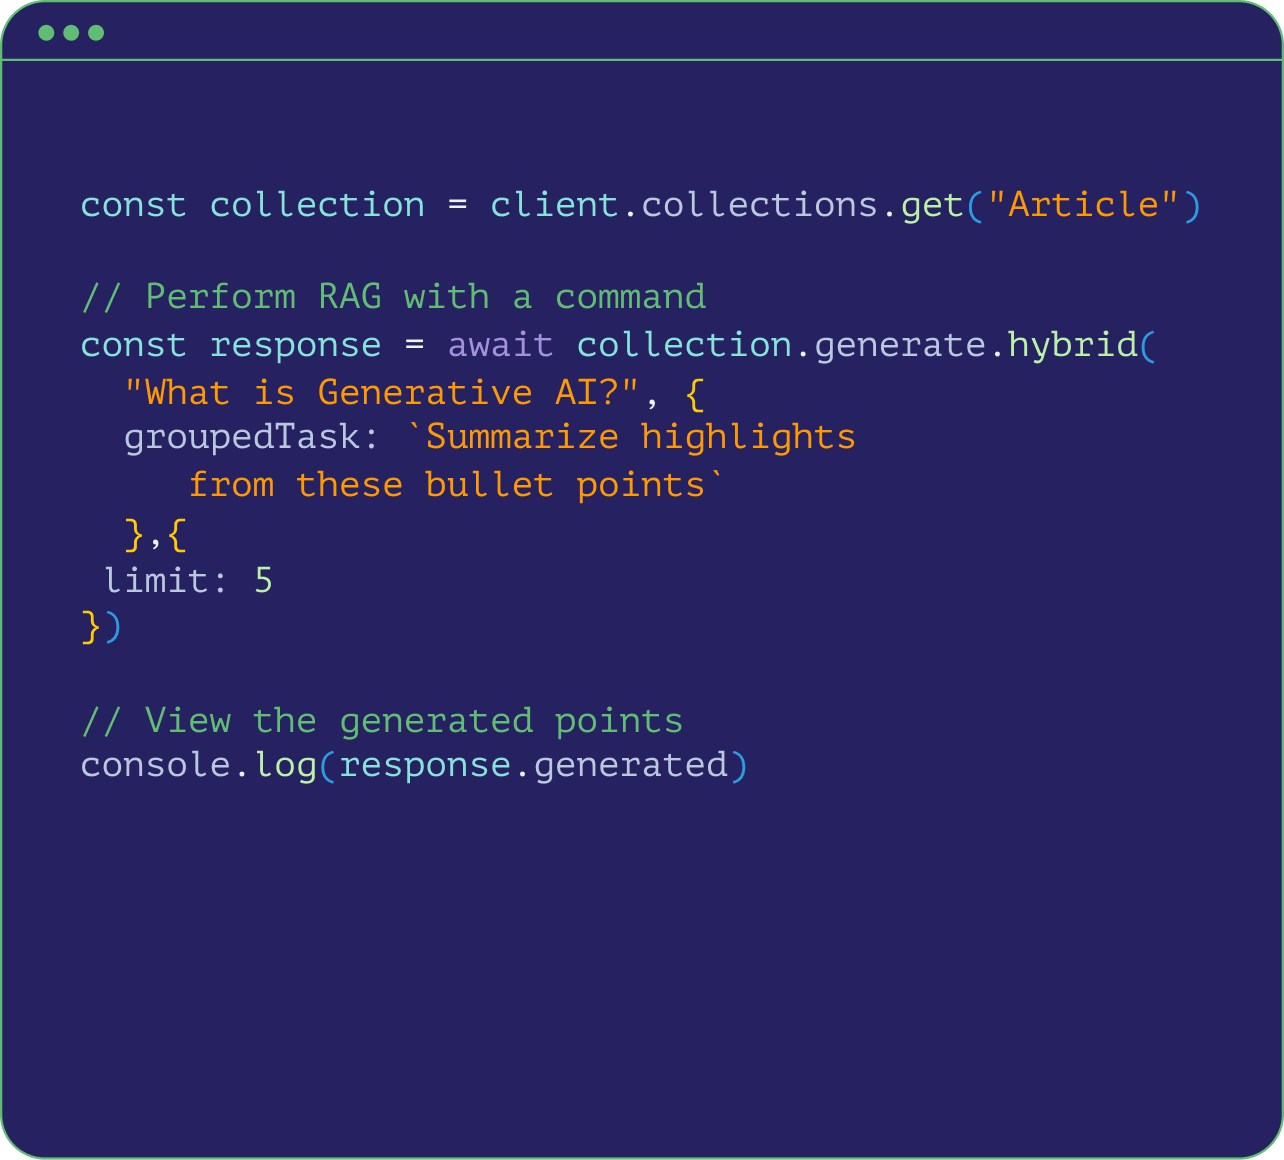 const collection = client.collections.get("Article")
// Perform RAG with a command
const response = await collection.generate.hybrid(
"What is Generative AI?", {
groupedTask: `Summarize highlights
from these bullet points`
},{
limit: 5
})
// View the generated points
console.log(response.generated)